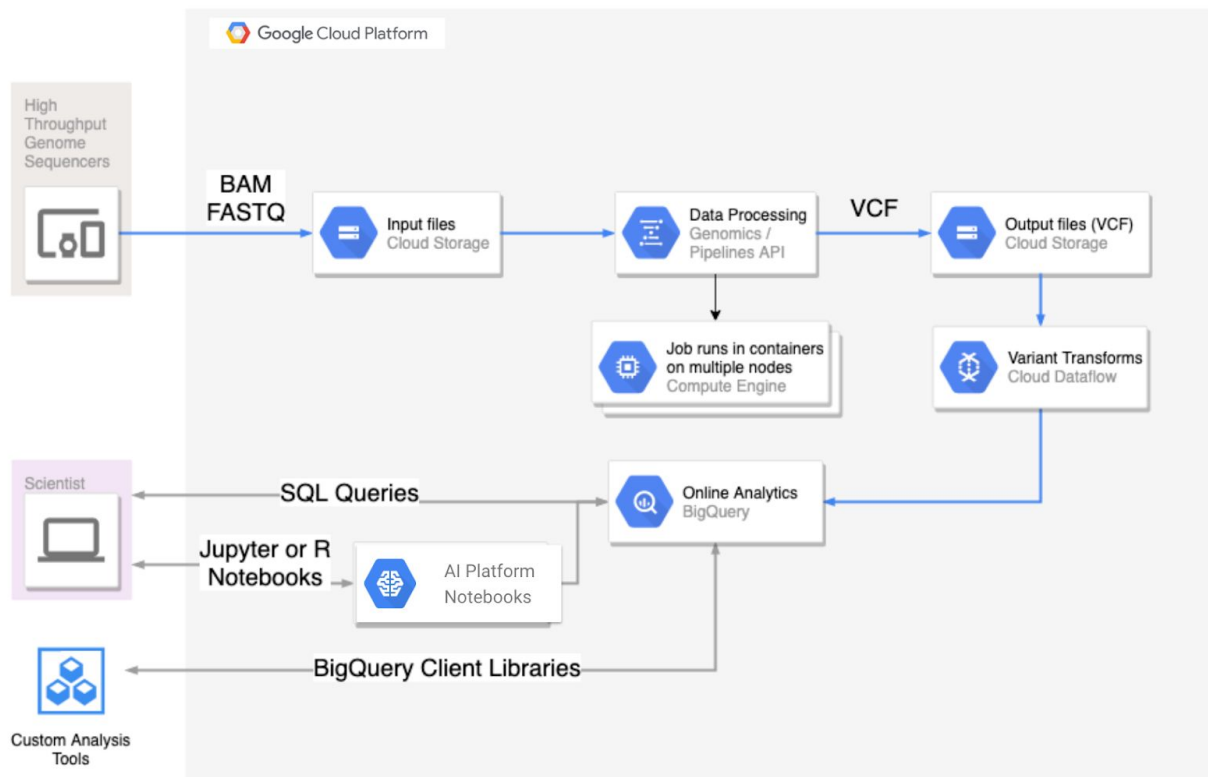 Google Cloud Platform
High
Throughput
Genome
Sequencers
BAM
FASTQ
Input files
Cloud Storage
Data Processing
Genomics /
Pipelines API
VCF
Output files (VCF)
Cloud Storage
Job runs in containers
on multiple nodes
Compute Engine
Variant Transforms
Cloud Dataflow
Scientist
SQL Queries
Online Analytics
BigQuery
Jupyter or R
Notebooks
AI Platform
Notebooks
BigQuery Client Libraries
Custom Analysis
Tools